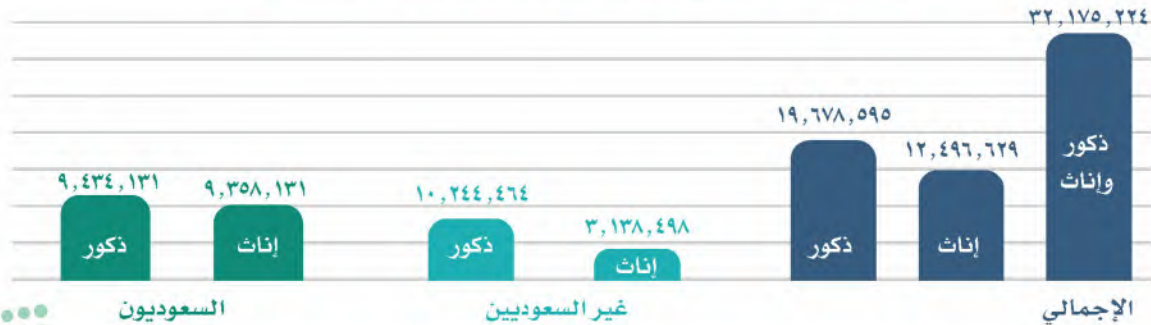 ٣٢,١٧٥,٢٢٤
ذكور
وإناث
١٩,٦٧٨,٥٩٥
ذكور
١٢,٤٩٦,٦٢٩
إناث
الإجمالي
١٠,٢٤٤,٤٦٤
ذكور
٣,١٣٨,٤٩٨
إناث
غير السعوديين
٩,٤٣٤,١٣١
ذكور
٩,٣٥٨,١٣١
إناث
السعوديون